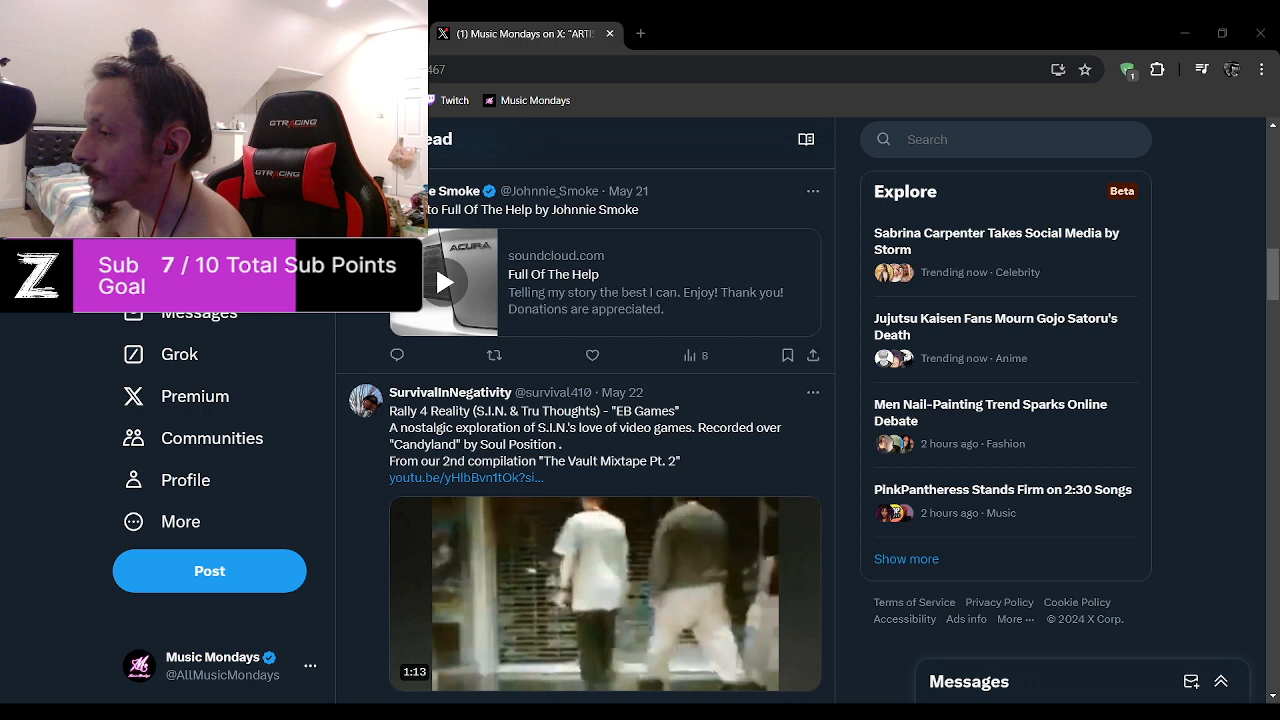 (1) Music Mondays on X: "ARTIS
467
Twitch
Music Mondays
GTRACING
GTRACING
ead
Search
e Smoke @Johnnie_Smoke · May 21
to Full Of The Help by Johnnie Smoke
ACURA
soundcloud.com
Full Of The Help
Telling my story the best I can. Enjoy! Thank you!
Donations are appreciated.
8
Z
Sub Goal
7 / 10 Total Sub Points
Messages
Grok
Premium
Communities
Profile
More
Post
Music Mondays
@AllMusicMondays
SurvivalInNegativity @survival410 · May 22
Rally 4 Reality (S.I.N. & Tru Thoughts) - "EB Games"
A nostalgic exploration of S.I.N.'s love of video games. Recorded over
"Candyland" by Soul Position .
From our 2nd compilation "The Vault Mixtape Pt. 2"
youtu.be/yHlbBvn1tOk?si...
1:13
Explore
Beta
Sabrina Carpenter Takes Social Media by
Storm
Trending now · Celebrity
Jujutsu Kaisen Fans Mourn Gojo Satoru's
Death
Trending now · Anime
Men Nail-Painting Trend Sparks Online
Debate
2 hours ago · Fashion
PinkPantheress Stands Firm on 2:30 Songs
2 hours ago · Music
Show more
Terms of Service Privacy Policy Cookie Policy
Accessibility Ads info More ··· © 2024 X Corp.
Messages